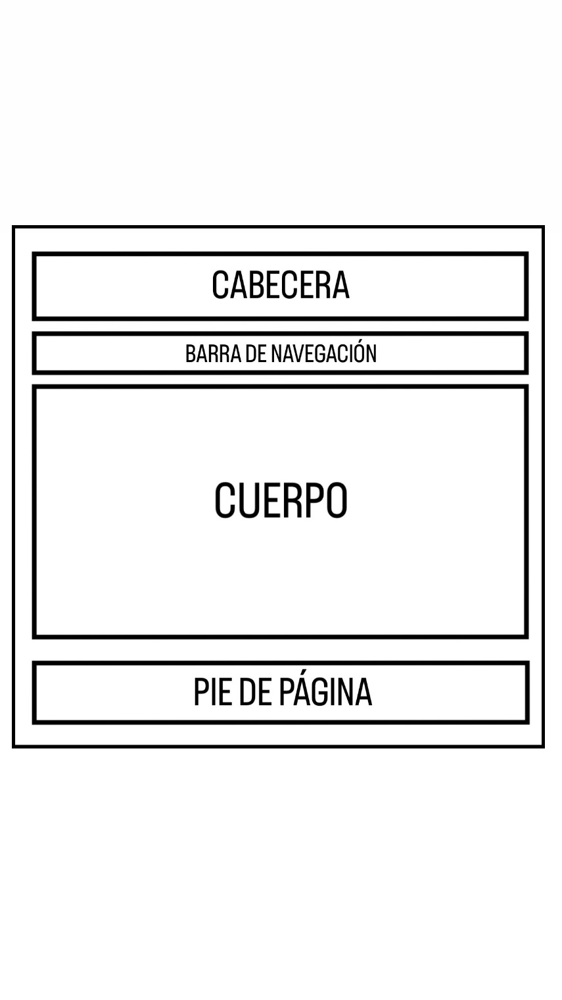 CABECERA
BARRA DE NAVEGACIÓN
CUERPO
PIE DE PÁGINA